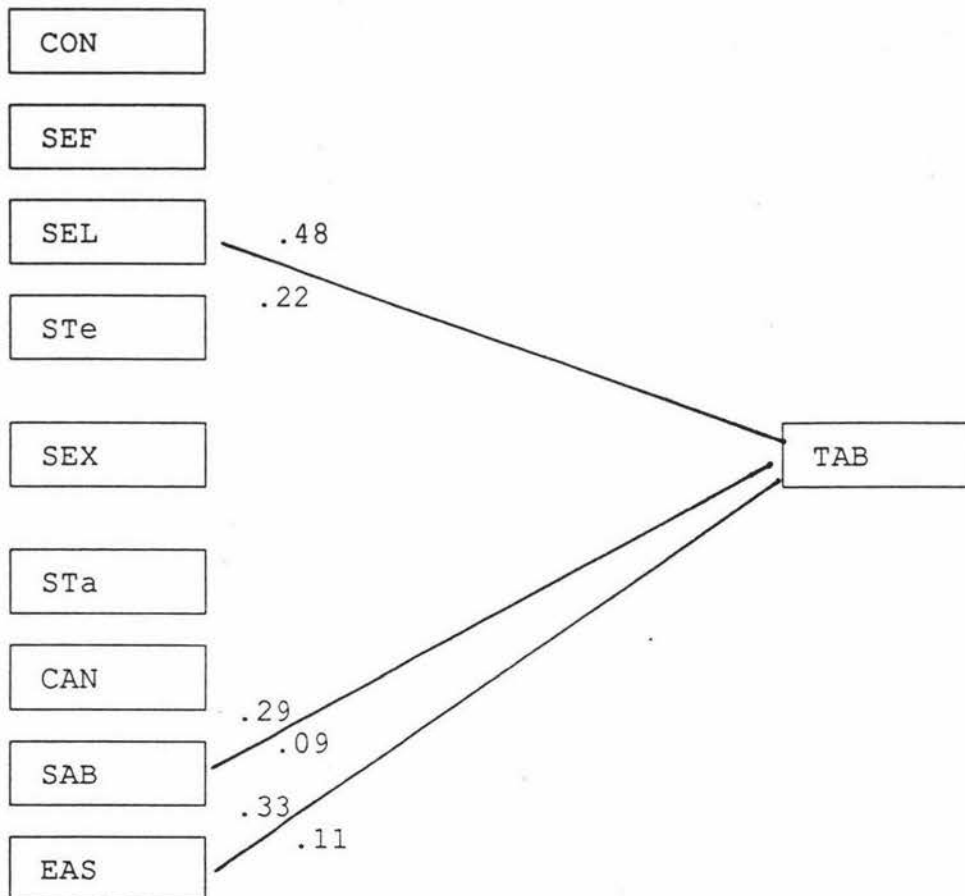 CON
SEF
SEL
.48
.22
STe
SEX
TAB
STa
CAN
.29
.09
SAB
.33
.11
EAS